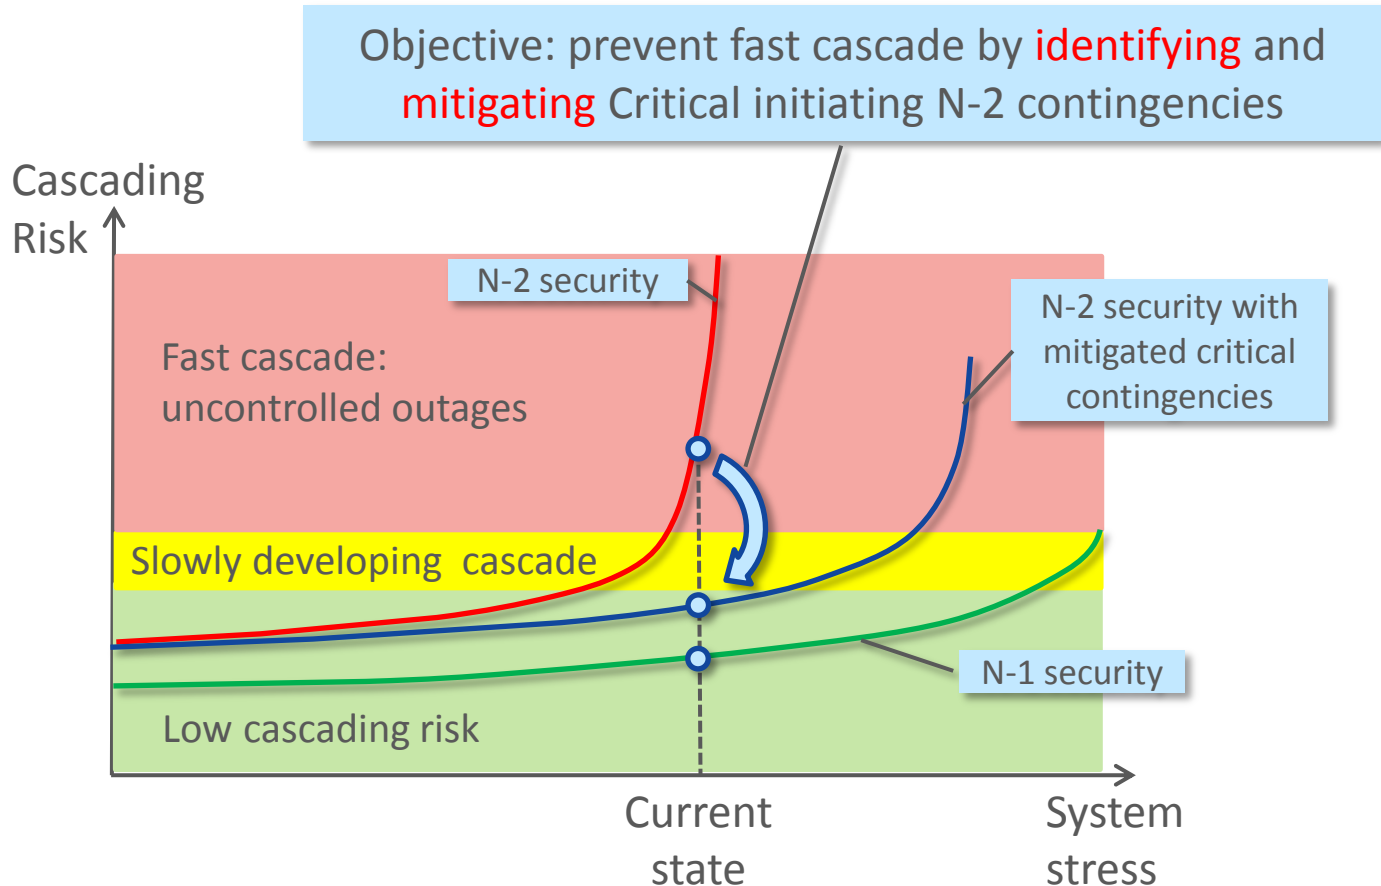 Objective: prevent fast cascade by identifying and
mitigating Critical initiating N-2 contingencies
Cascading
Risk
N-2 security
N-2 security with
mitigated critical
contingencies
Fast cascade:
uncontrolled outages
Slowly developing cascade
N-1 security
Low cascading risk
Current
state
System
stress